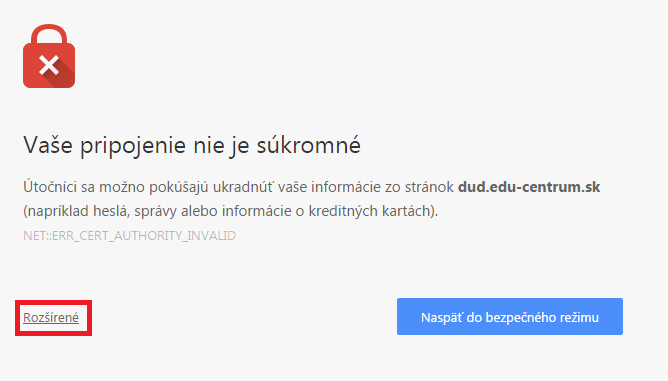 Vaše pripojenie nie je súkromné
Útočníci sa možno pokúšajú ukradnúť vaše informácie zo stránok dud.edu-centrum.sk
(napríklad heslá, správy alebo informácie o kreditných kartách).
NET::ERR_CERT_AUTHORITY_INVALID
Rozšírené
Naspäť do bezpečného režimu